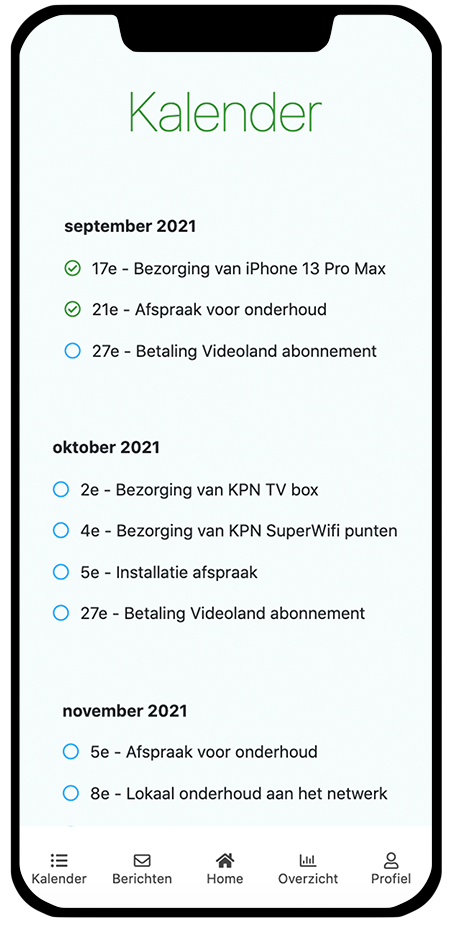 Kalender
september 2021
17e - Bezorging van iPhone 13 Pro Max
21e - Afspraak voor onderhoud
27e - Betaling Videoland abonnement
oktober 2021
2e - Bezorging van KPN TV box
4e - Bezorging van KPN SuperWifi punten
5e - Installatie afspraak
27e - Betaling Videoland abonnement
november 2021
5e - Afspraak voor onderhoud
8e - Lokaal onderhoud aan het netwerk
Kalender Berichten Home Overzicht Profiel